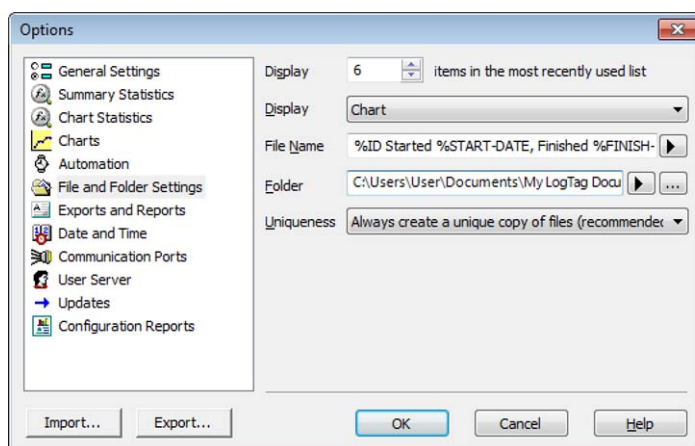 Options
General Settings
Summary Statistics
Chart Statistics
Charts
Automation
File and Folder Settings
Exports and Reports
Date and Time
Communication Ports
User Server
Updates
Configuration Reports
Display 6 items in the most recently used list
Display Chart
File Name %ID Started %START-DATE, Finished %FINISH-
Folder C:\Users\User\Documents\My LogTag Docu ...
Uniqueness Always create a unique copy of files (recommended
Import... Export... OK Cancel Help